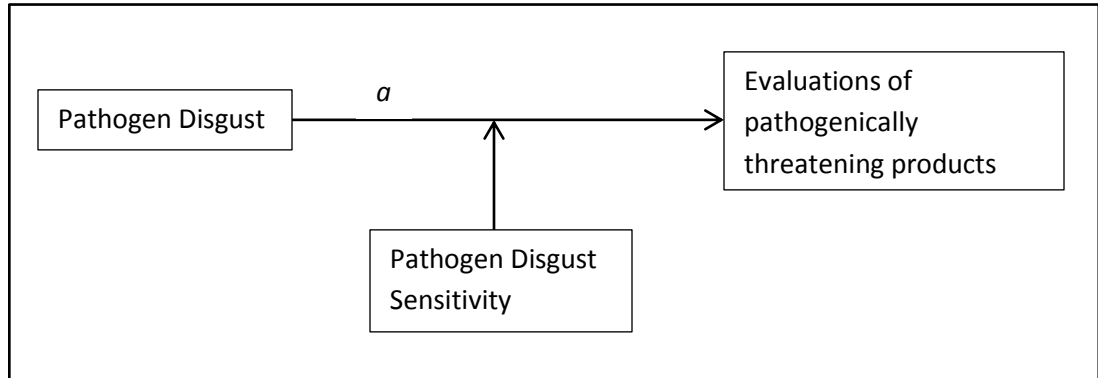 Pathogen Disgust
a
Evaluations of
pathogenically
threatening products
Pathogen Disgust
Sensitivity